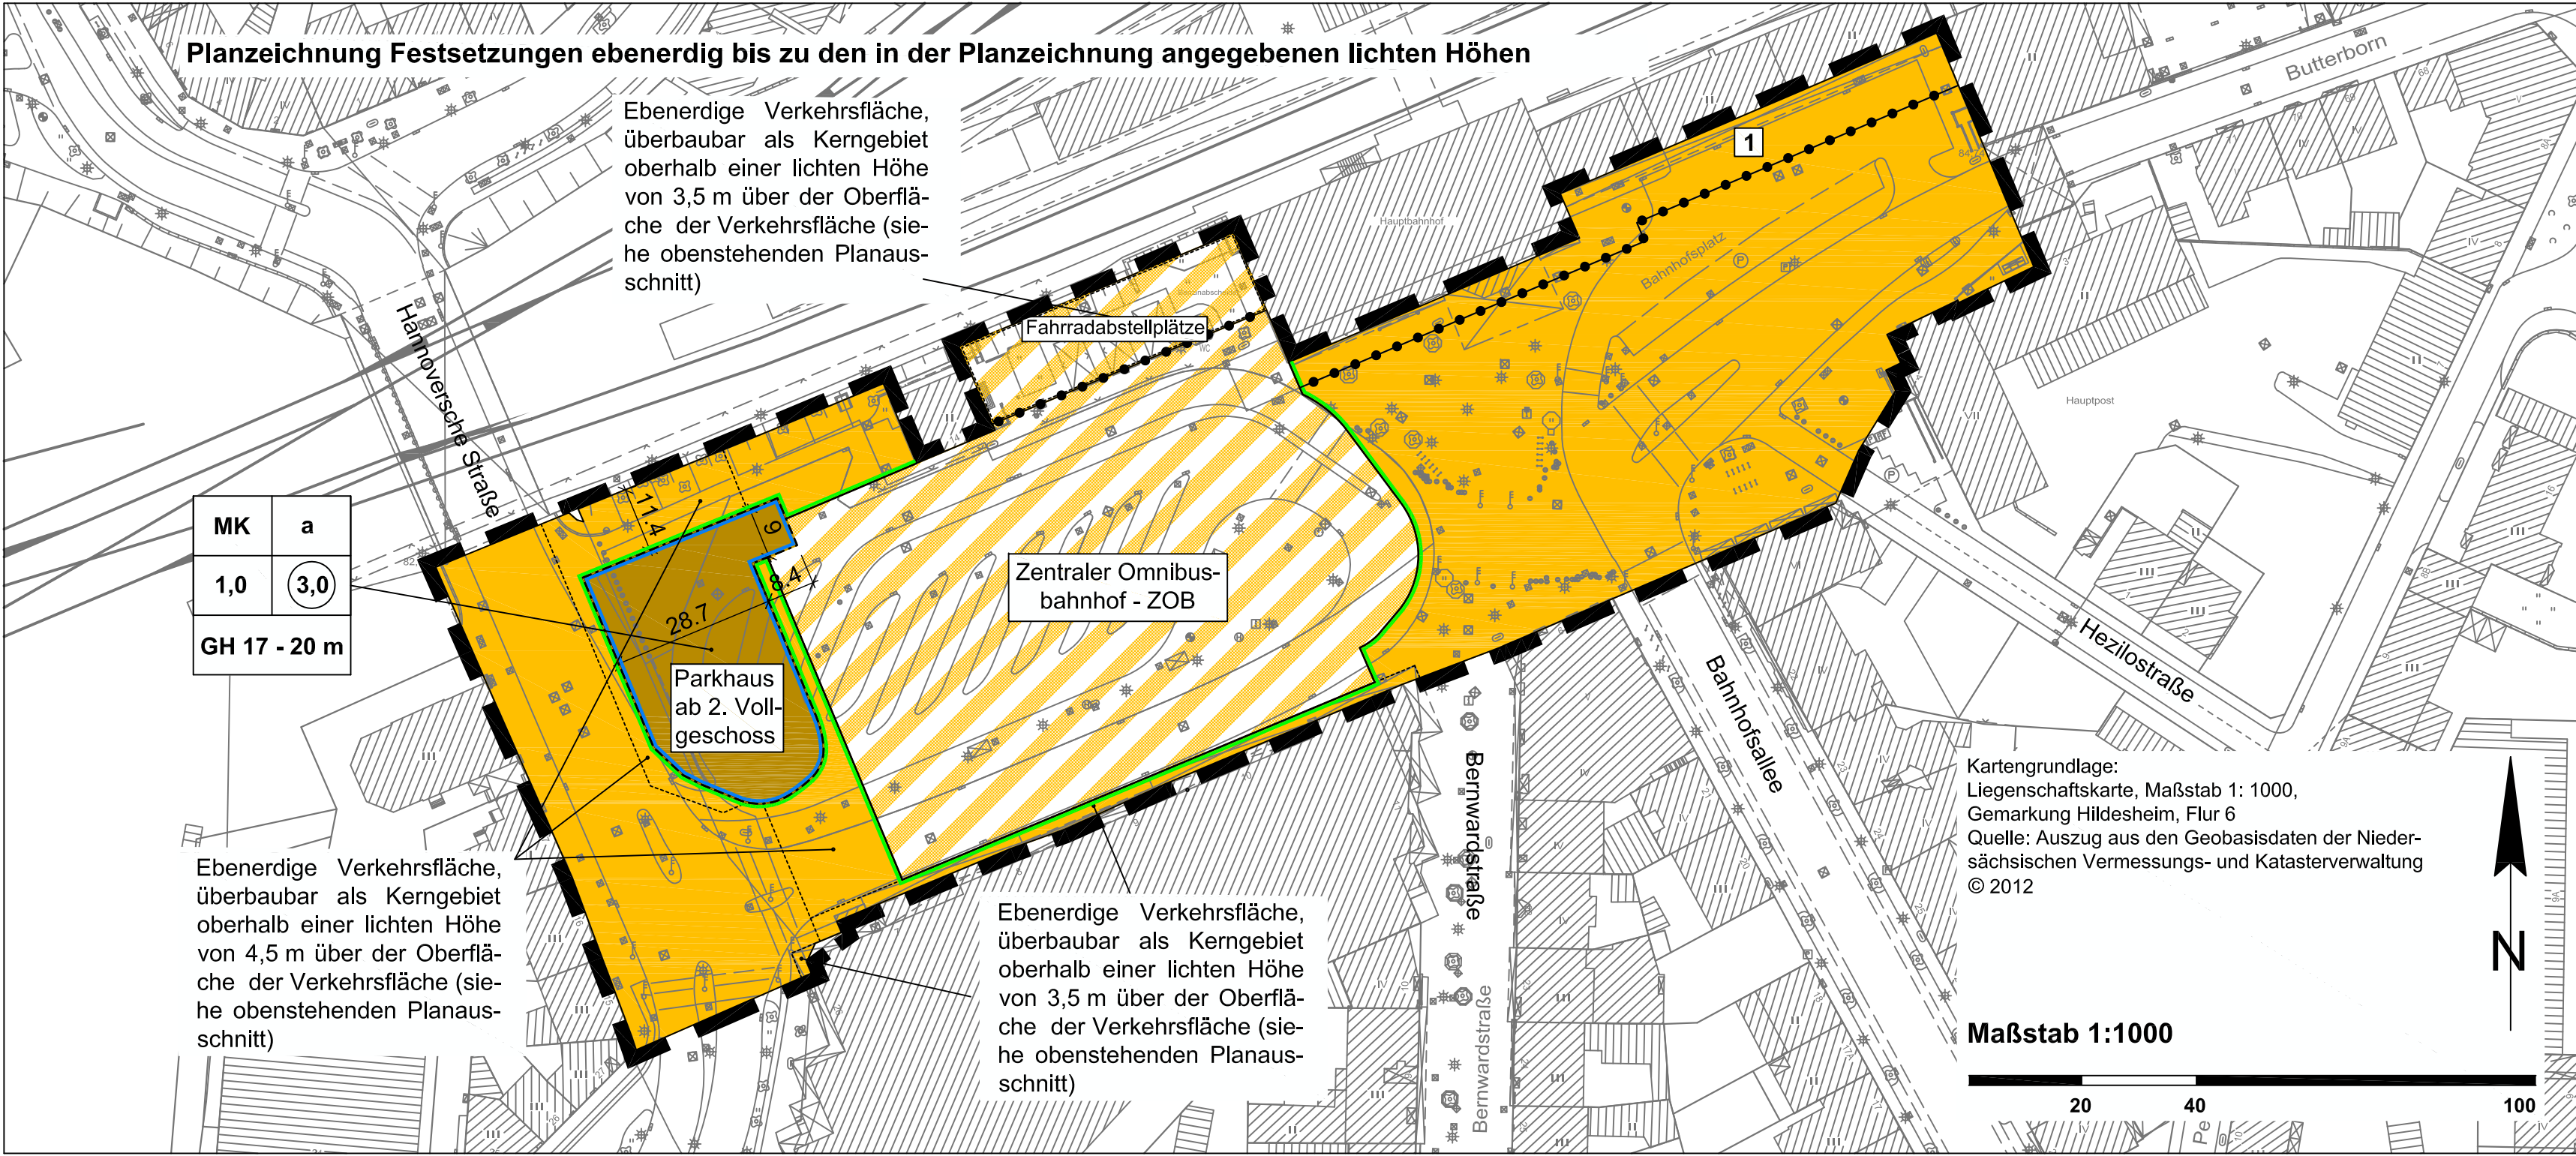 Planzeichnung Festsetzungen ebenerdig bis zu den in der Planzeichnung angegebenen lichten Höhen
Ebenerdige Verkehrsfläche,
überbaubar als Kerngebiet
oberhalb einer lichten Höhe
von 3,5 m über der Oberflä-
che der Verkehrsfläche (sie-
he obenstehenden Planaus-
schnitt)
Butterborn
1
Hauptbahnhof
Bahnhofsplatz
Fahrradabstellplätze
WC
Hannoversche Straße
Hauptpost
MK a
1,0 3,0
GH 17 - 20 m
11.4
9
8.4
28.7
Zentraler Omnibus-
bahnhof - ZOB
Parkhaus
ab 2. Voll-
geschoss
Hezilostraße
Bahnhofsallee
Bernwardstraße
Bernwardstraße
Ebenerdige Verkehrsfläche,
überbaubar als Kerngebiet
oberhalb einer lichten Höhe
von 4,5 m über der Oberflä-
che der Verkehrsfläche (sie-
he obenstehenden Planaus-
schnitt)
Ebenerdige Verkehrsfläche,
überbaubar als Kerngebiet
oberhalb einer lichten Höhe
von 3,5 m über der Oberflä-
che der Verkehrsfläche (sie-
he obenstehenden Planaus-
schnitt)
Kartengrundlage:
Liegenschaftskarte, Maßstab 1: 1000,
Gemarkung Hildesheim, Flur 6
Quelle: Auszug aus den Geobasisdaten der Nieder-
sächsischen Vermessungs- und Katasterverwaltung
© 2012
N
Maßstab 1:1000
20 40 100